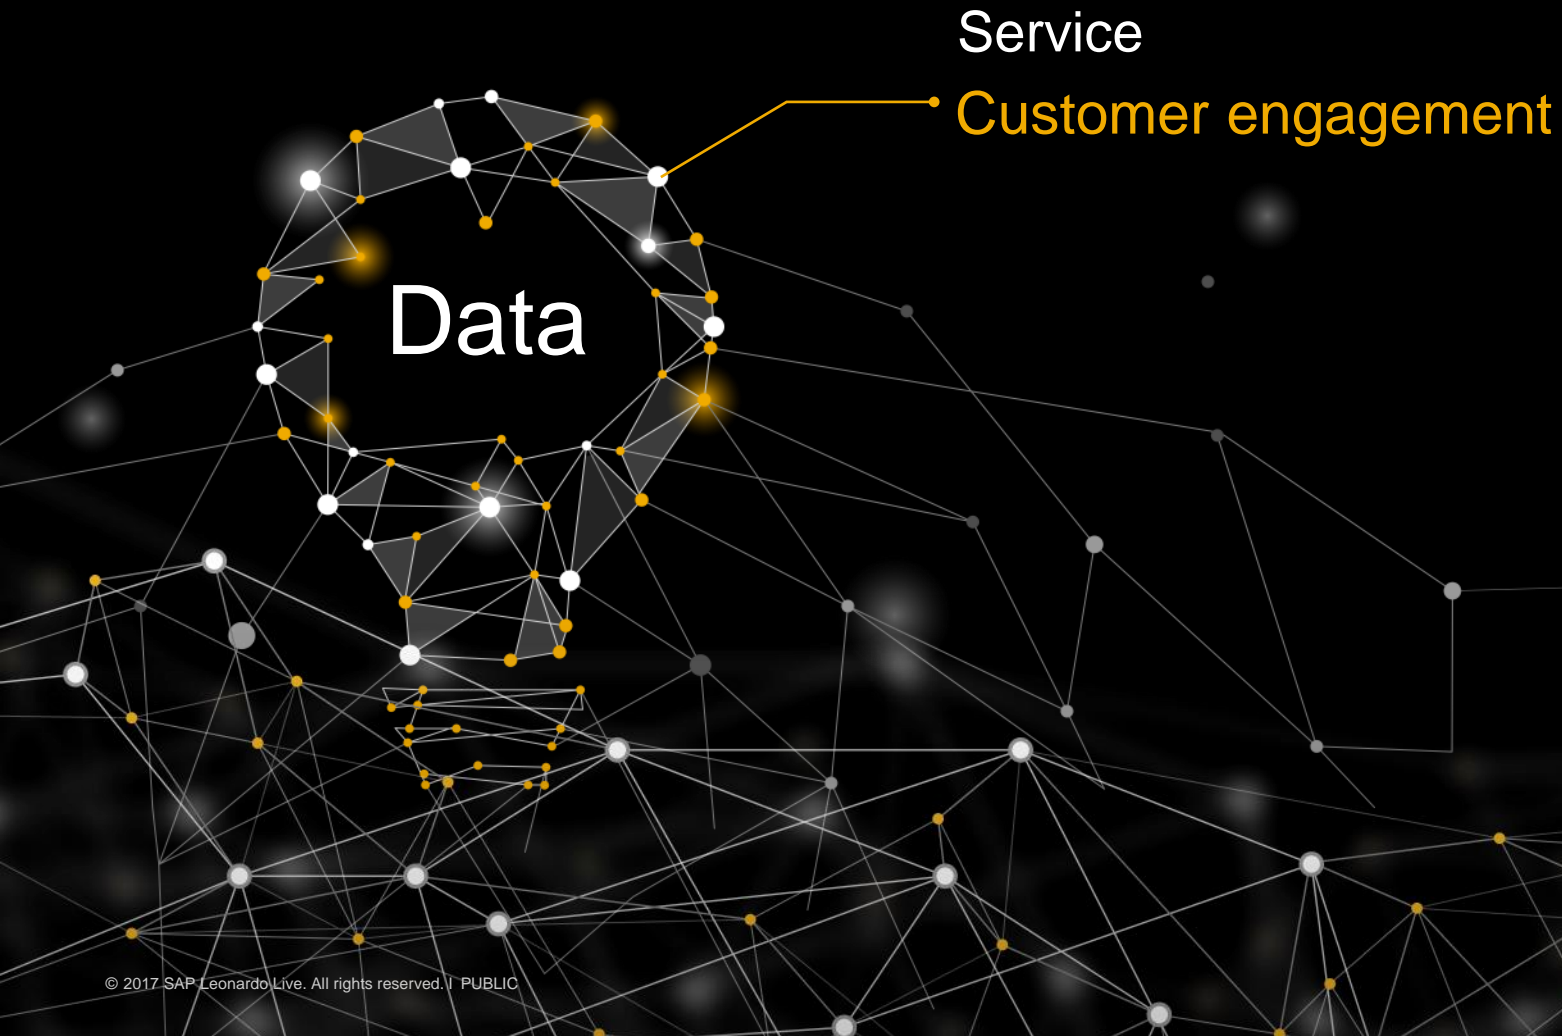 Service
Customer engagement
Data
© 2017 SAP Leonardo Live. All rights reserved. I PUBLIC